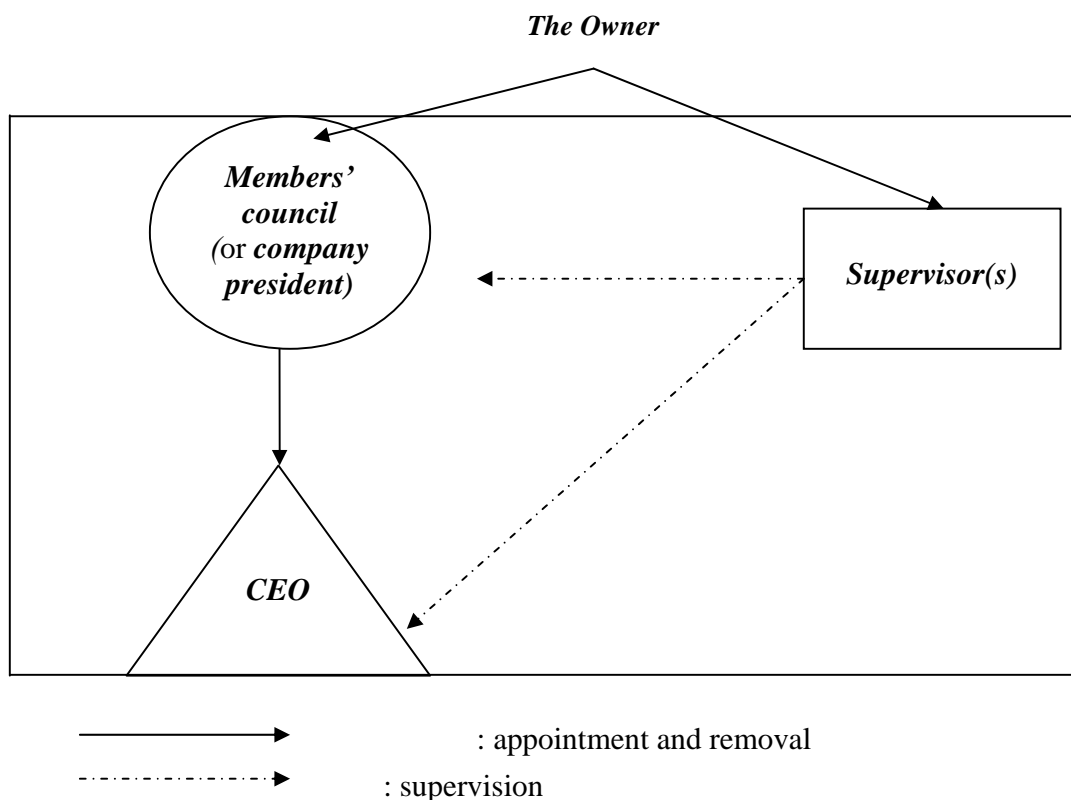 The Owner
Members’
council
(or company
president)
Supervisor(s)
CEO
: appointment and removal
: supervision